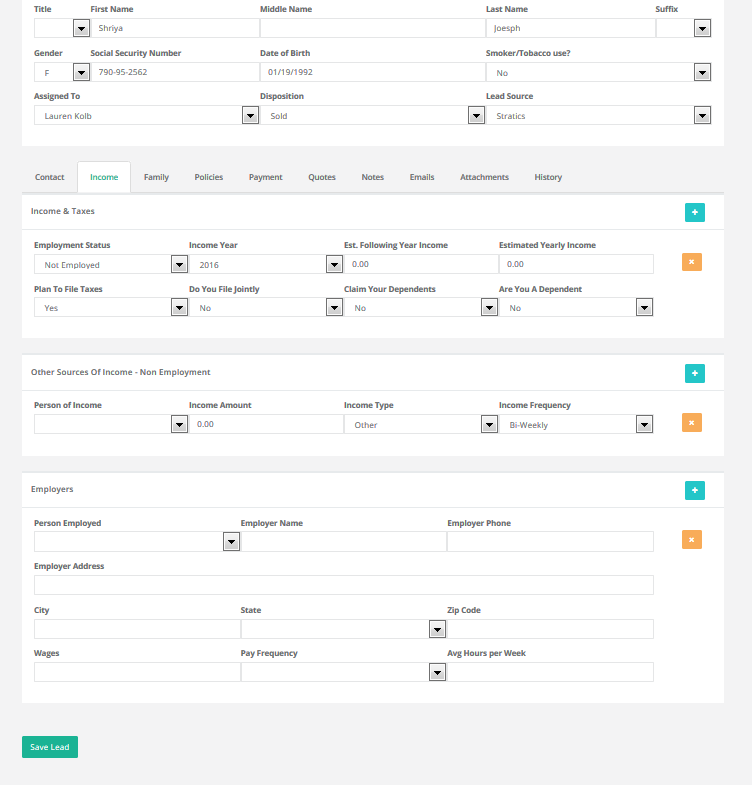 Title First Name Middle Name Last Name Suffix
Shriya Joesph
Gender Social Security Number Date of Birth Smoker/Tobacco use?
F 790-95-2562 01/19/1992 No
Assigned To Disposition Lead Source
Lauren Kolb Sold Stratics
Contact Income Family Policies Payment Quotes Notes Emails Attachments History
Income & Taxes
Employment Status Income Year Est. Following Year Income Estimated Yearly Income
Not Employed 2016 0.00 0.00
Plan To File Taxes Do You File Jointly Claim Your Dependents Are You A Dependent
Yes No No No
Other Sources Of Income - Non Employment
Person of Income Income Amount Income Type Income Frequency
0.00 Other Bi-Weekly
Employers
Person Employed Employer Name Employer Phone
Employer Address
City State Zip Code
Wages Pay Frequency Avg Hours per Week
Save Lead